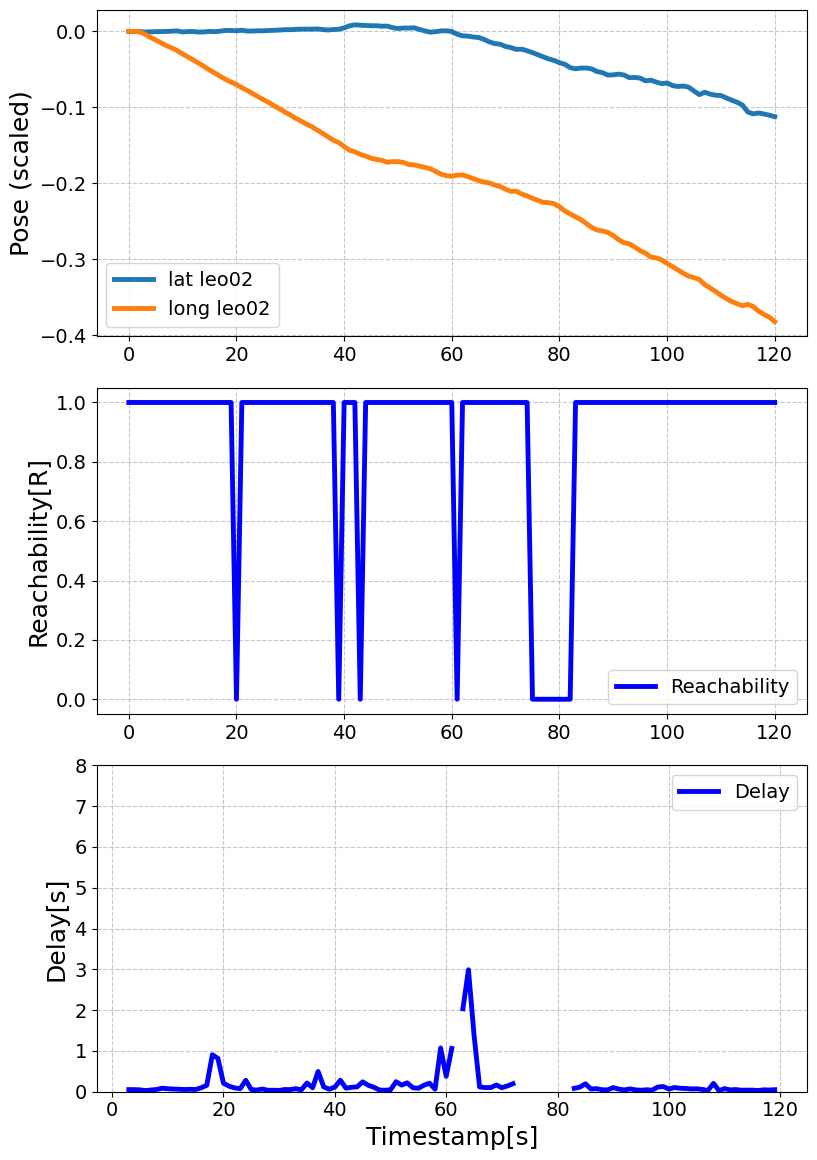 Pose (scaled)
0.0
−0.1
−0.2
−0.3
−0.4
lat leo02
long leo02
0 20 40 60 80 100 120
Reachability[R]
1.0
0.8
0.6
0.4
0.2
0.0
Reachability
0 20 40 60 80 100 120
Delay[s]
8
7
6
5
4
3
2
1
0
Delay
0 20 40 60 80 100 120
Timestamp[s]